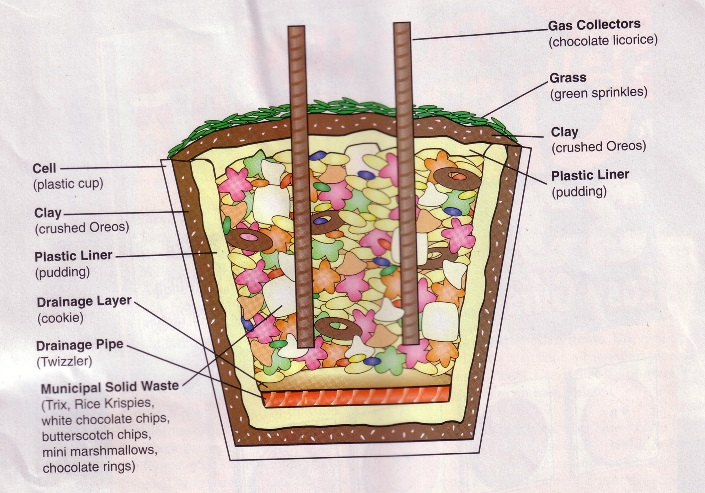 Gas Collectors
(chocolate licorice)
Grass
(green sprinkles)
Clay
(crushed Oreos)
Plastic Liner
(pudding)
Cell
(plastic cup)
Clay
(crushed Oreos)
Plastic Liner
(pudding)
Drainage Layer
(cookie)
Drainage Pipe
(Twizzler)
Municipal Solid Waste
(Trix, Rice Krispies,
white chocolate chips,
butterscotch chips,
mini marshmallows,
chocolate rings)